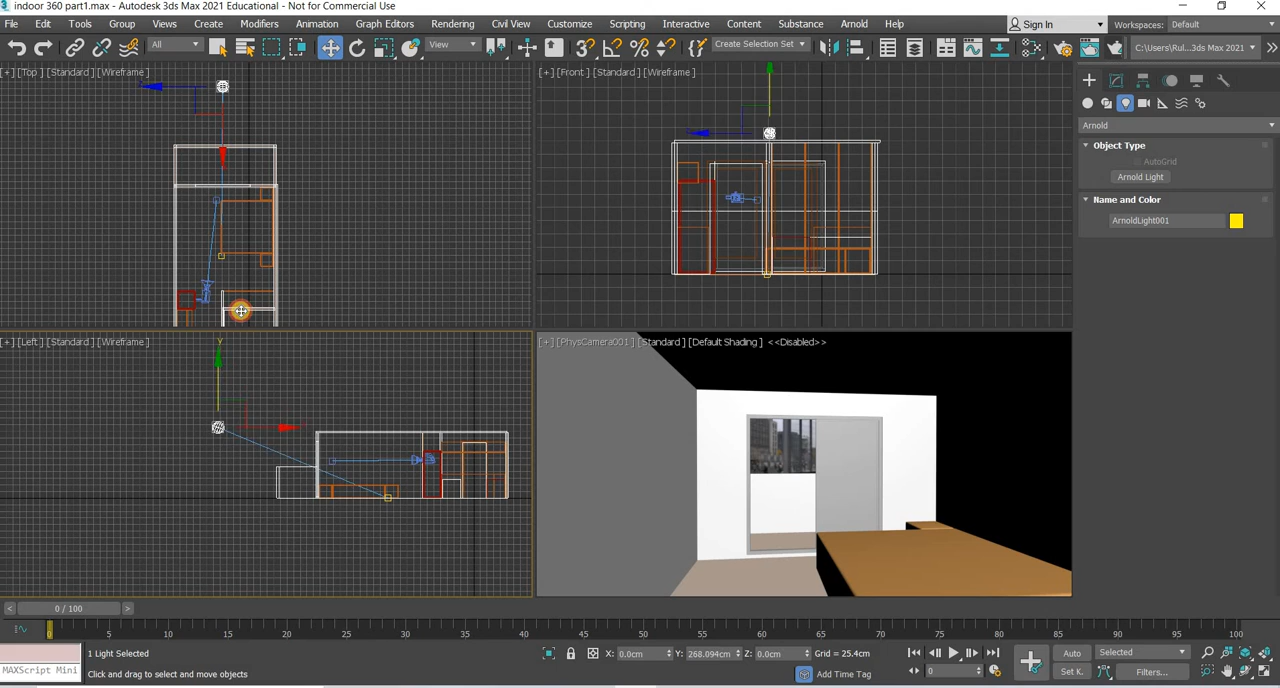 indoor 360 part1.max - Autodesk 3ds Max 2021 Educational - Not for Commercial Use
File Edit Tools Group Views Create Modifiers Animation Graph Editors Rendering Civil View Customize Scripting Interactive Content Substance Arnold Help Sign In Workspaces: Default
All View Create Selection Set C:\Users\Rul...3ds Max 2021
[+] [Top ] [Standard ] [Wireframe ]
[+] [Front ] [Standard ] [Wireframe ]
Arnold
Object Type
AutoGrid
Arnold Light
Name and Color
ArnoldLight001
[+] [Left ] [Standard ] [Wireframe ]
y
[+] [PhysCamera001 ] [Standard ] [Default Shading ] <<Disabled>>
< 0 / 100 >
0 5 10 15 20 25 30 35 40 45 50 55 60 65 70 75 80 85 90 95 100
1 Light Selected
X: 0.0cm Y: 268.094cm Z: 0.0cm Grid = 25.4cm
Auto Selected
MAXScript Mini
Click and drag to select and move objects
Add Time Tag
0
Set K. Filters...